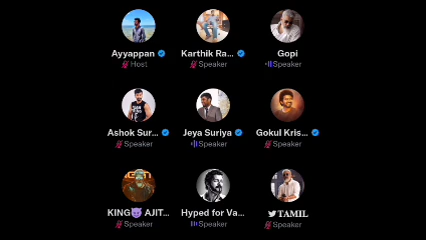 Ayyappan
Host
Karthik Ra...
Speaker
Gopi
Speaker
Ashok Sur...
Speaker
Jeya Suriya
Speaker
Gokul Kris...
Speaker
KING😈 AJIT...
Speaker
Hyped for Va...
Speaker
TAMIL
Speaker